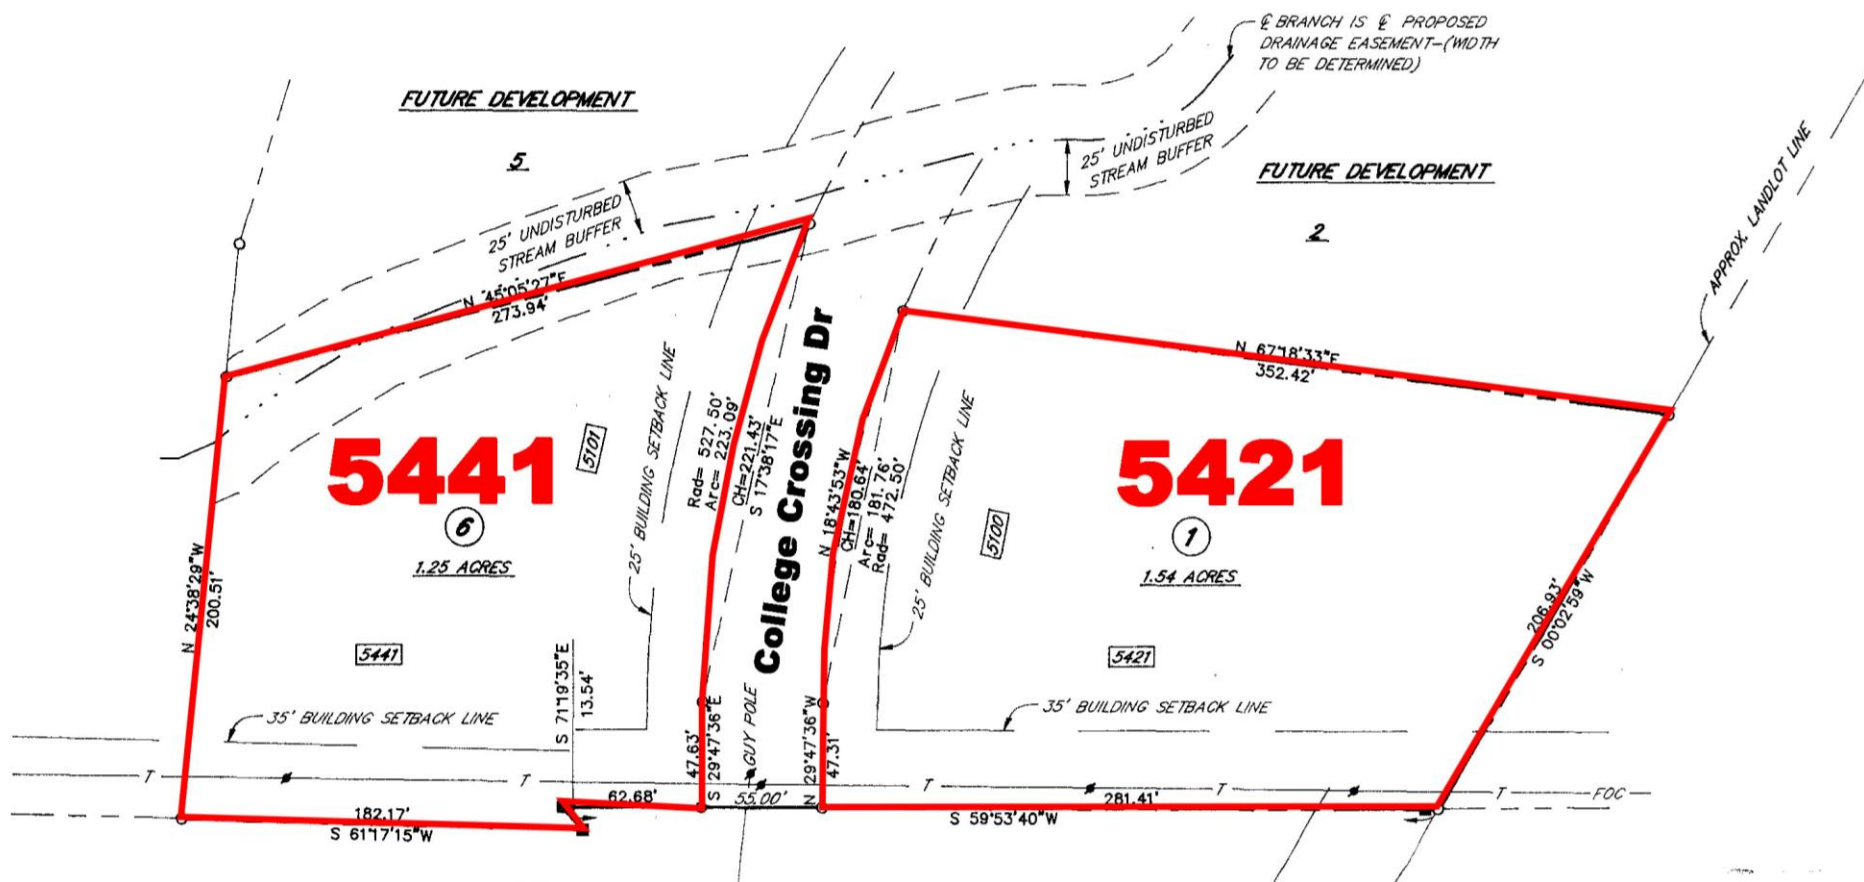 ℄ BRANCH IS ℄ PROPOSED
DRAINAGE EASEMENT-(WIDTH
TO BE DETERMINED)
FUTURE DEVELOPMENT
5
25' UNDISTURBED
STREAM BUFFER
25' UNDISTURBED
STREAM BUFFER
FUTURE DEVELOPMENT
2
APPROX. LANDLOT LINE
N 45°05'27"E
273.94'
N 67°18'33"E
352.42'
5441
6
1.25 ACRES
5101
5441
N 24°38'29"W
200.51'
25' BUILDING SETBACK LINE
Rad= 527.50'
Arc= 223.09'
CH=221.43'
S 17°38'17"E
College Crossing Dr
N 18°43'53"W
CH=180.64'
Arc= 181.76'
Rad= 472.50'
25' BUILDING SETBACK LINE
5100
5421
1
1.54 ACRES
5421
206.93'
S 00°02'59"W
S 71°19'35"E
13.54'
35' BUILDING SETBACK LINE
47.63'
S 29°47'36"E
GUY POLE
N 29°47'36"W
47.31'
35' BUILDING SETBACK LINE
T
T
T
T
T
FOC
182.17'
S 61°17'15"W
62.68'
55.00'
281.41'
S 59°53'40"W